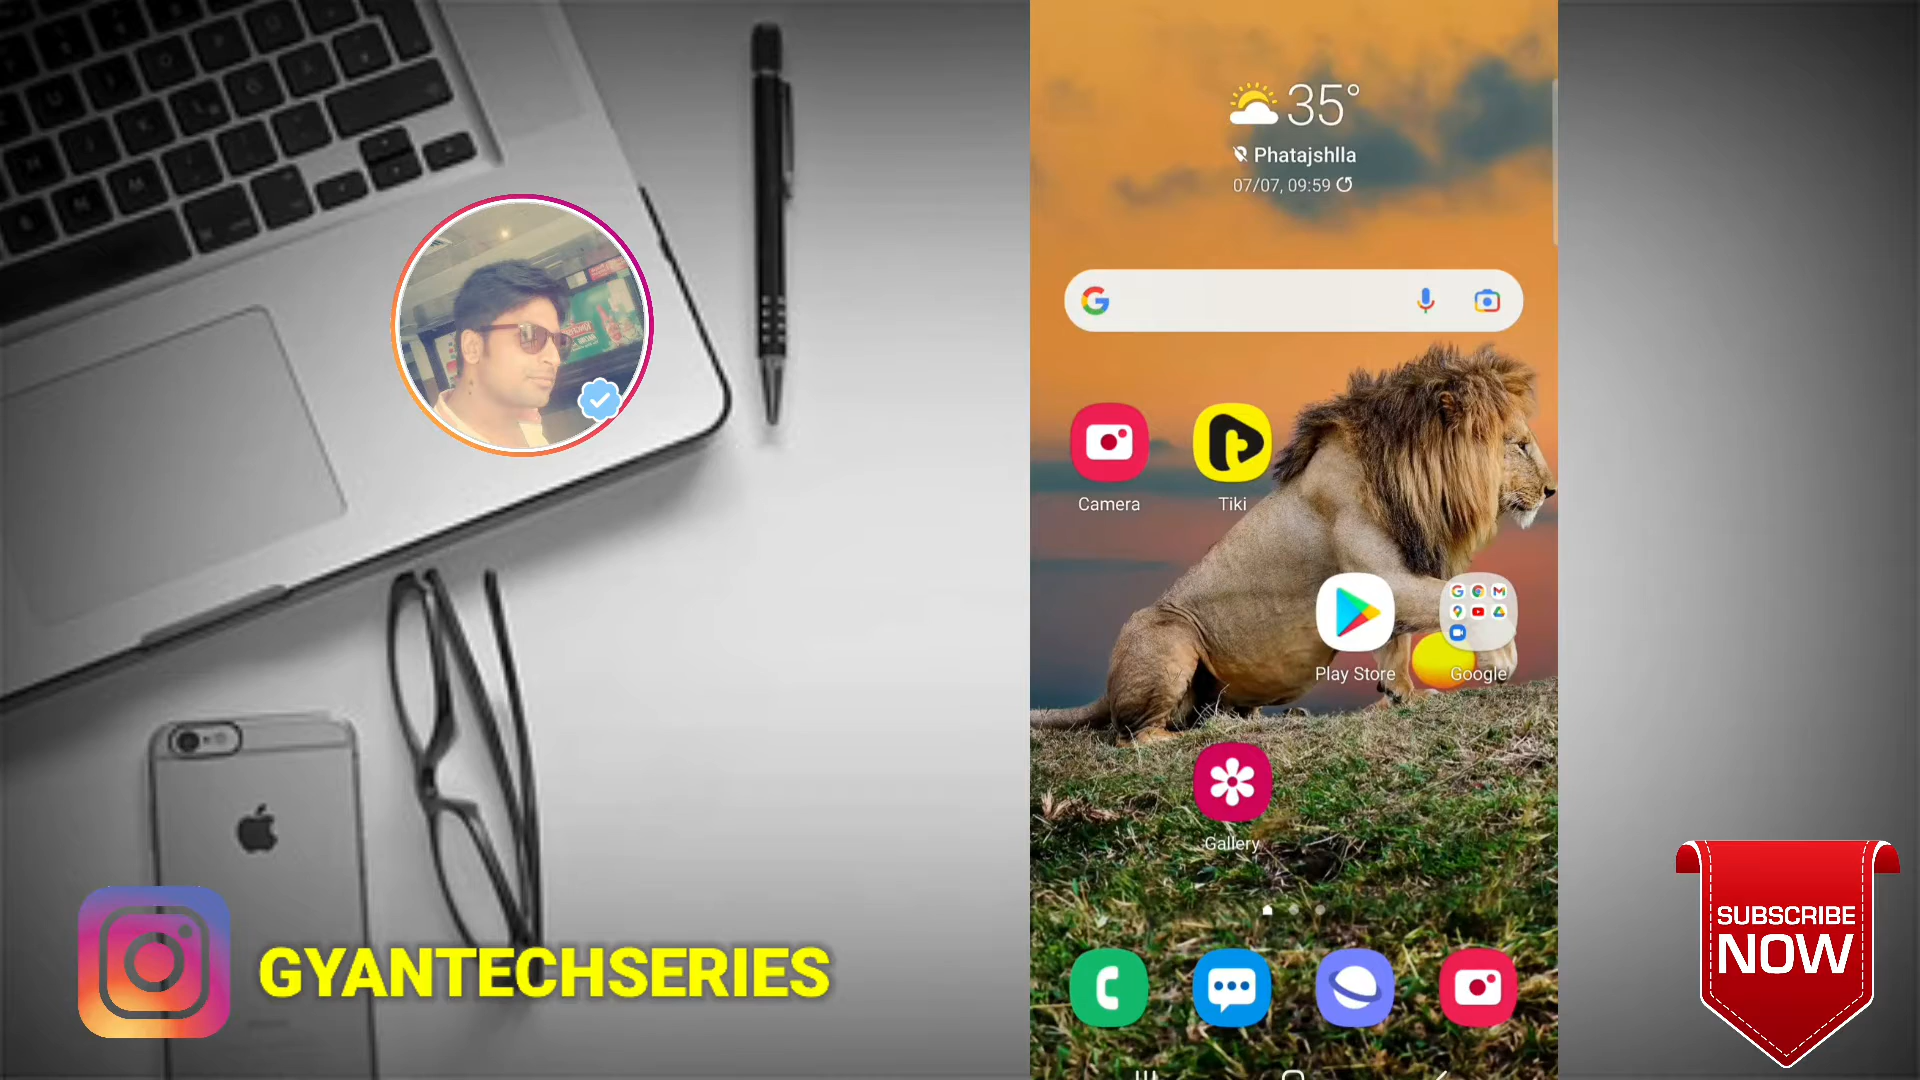 35°
Phatajshlla
07/07, 09:59
Camera
Tiki
Play Store
Google
Gallery
GYANTECHSERIES
SUBSCRIBE
NOW